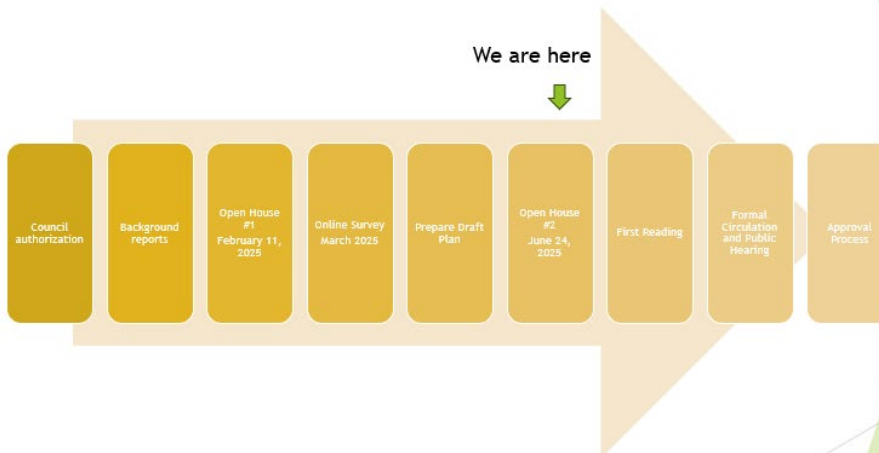 We are here
Council
authorization
Background
reports
Open House
#1
February 11,
2025
Online Survey
March 2025
Prepare Draft
Plan
Open House
#2
June 24,
2025
First Reading
Formal
Circulation
and Public
Hearing
Approval
Process